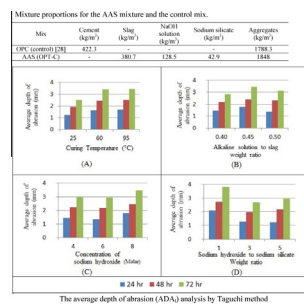 Mixture proportions for the AAS mixture and the control mix.
Mix Cement (kg/m³) Slag (kg/m³) NaOH solution (kg/m³) Sodium silicate (kg/m³) Aggregates (kg/m³)
OPC (control) [28] 422.3 - - - 1788.3
AAS (OPT-C) - 380.7 128.5 42.9 1848
Average depth of abrasion (mm)
25 60 95
Curing Temperature (°C)
(A)
Average depth of abrasion (mm)
0.40 0.45 0.50
Alkaline solution to slag weight ratio
(B)
Average depth of abrasion (mm)
4 6 8
Concentration of sodium hydroxide (Molar)
(C)
Average depth of abrasion (mm)
1 5
Sodium hydroxide to sodium silicate Weight ratio
(D)
24 hr 48 hr 72 hr
The average depth of abrasion (ADAt) analysis by Taguchi method